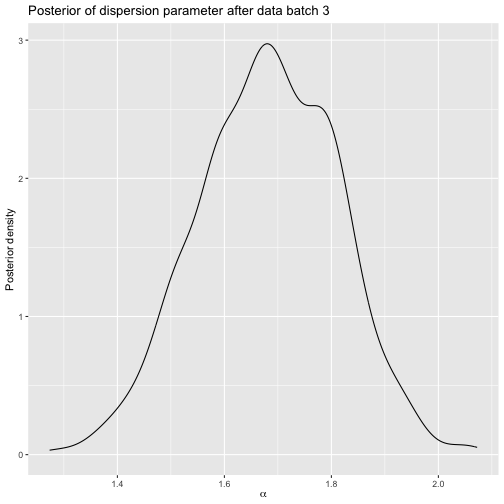 Posterior of dispersion parameter after data batch 3
3
2
1
0
Posterior density
1.4 1.6 1.8 2.0
α